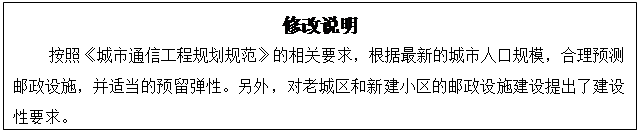 修改说明
按照《城市通信工程规划规范》的相关要求，根据最新的城市人口规模，合理预测
邮政设施，并适当的预留弹性。另外，对老城区和新建小区的邮政设施建设提出了建设
性要求。